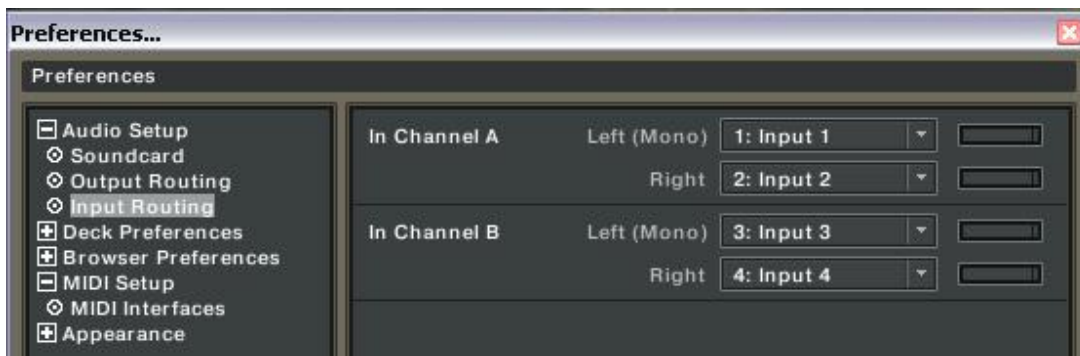 Preferences...
Preferences
Audio Setup
Soundcard
Output Routing
Input Routing
Deck Preferences
Browser Preferences
MIDI Setup
MIDI Interfaces
Appearance
In Channel A Left (Mono) 1: Input 1
Right 2: Input 2
In Channel B Left (Mono) 3: Input 3
Right 4: Input 4